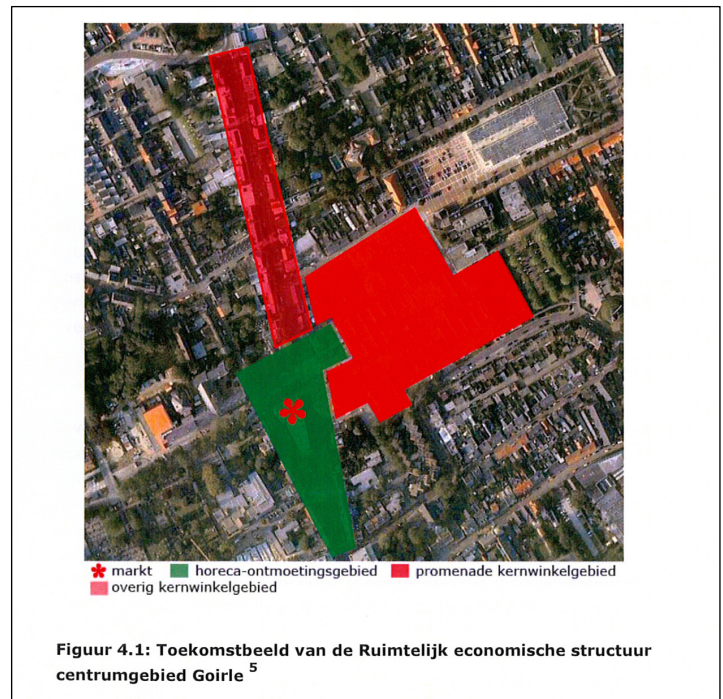 markt horeca-ontmoetingsgebied promenade kernwinkelgebied
overig kernwinkelgebied
Figuur 4.1: Toekomstbeeld van de Ruimtelijk economische structuur
centrumgebied Goirle 5